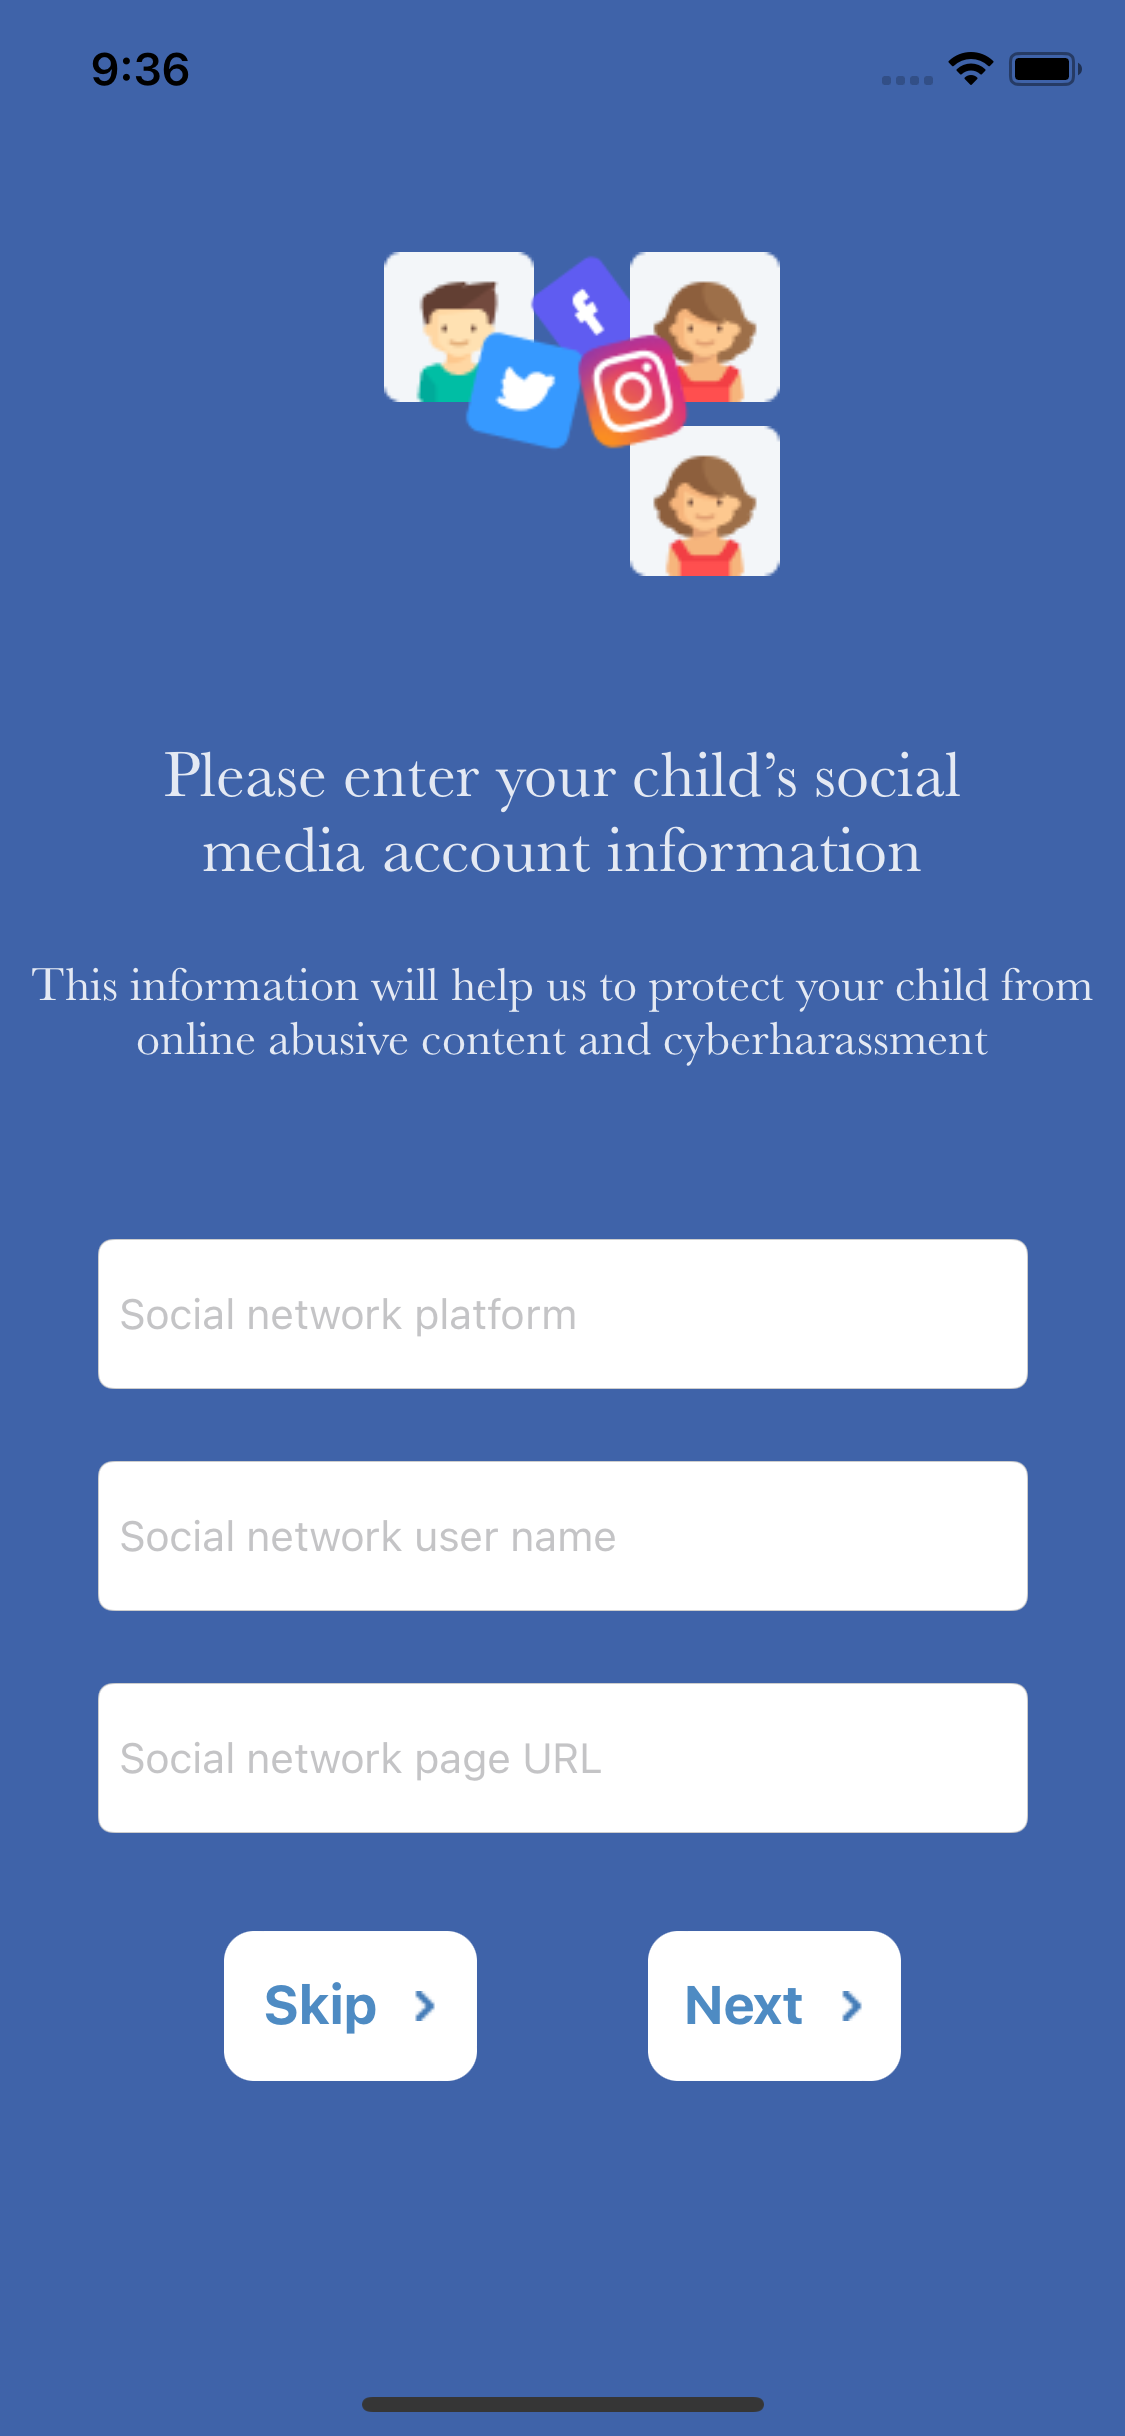 9:36
Please enter your child’s social
media account information
This information will help us to protect your child from
online abusive content and cyberharassment
Social network platform
Social network user name
Social network page URL
Skip
Next